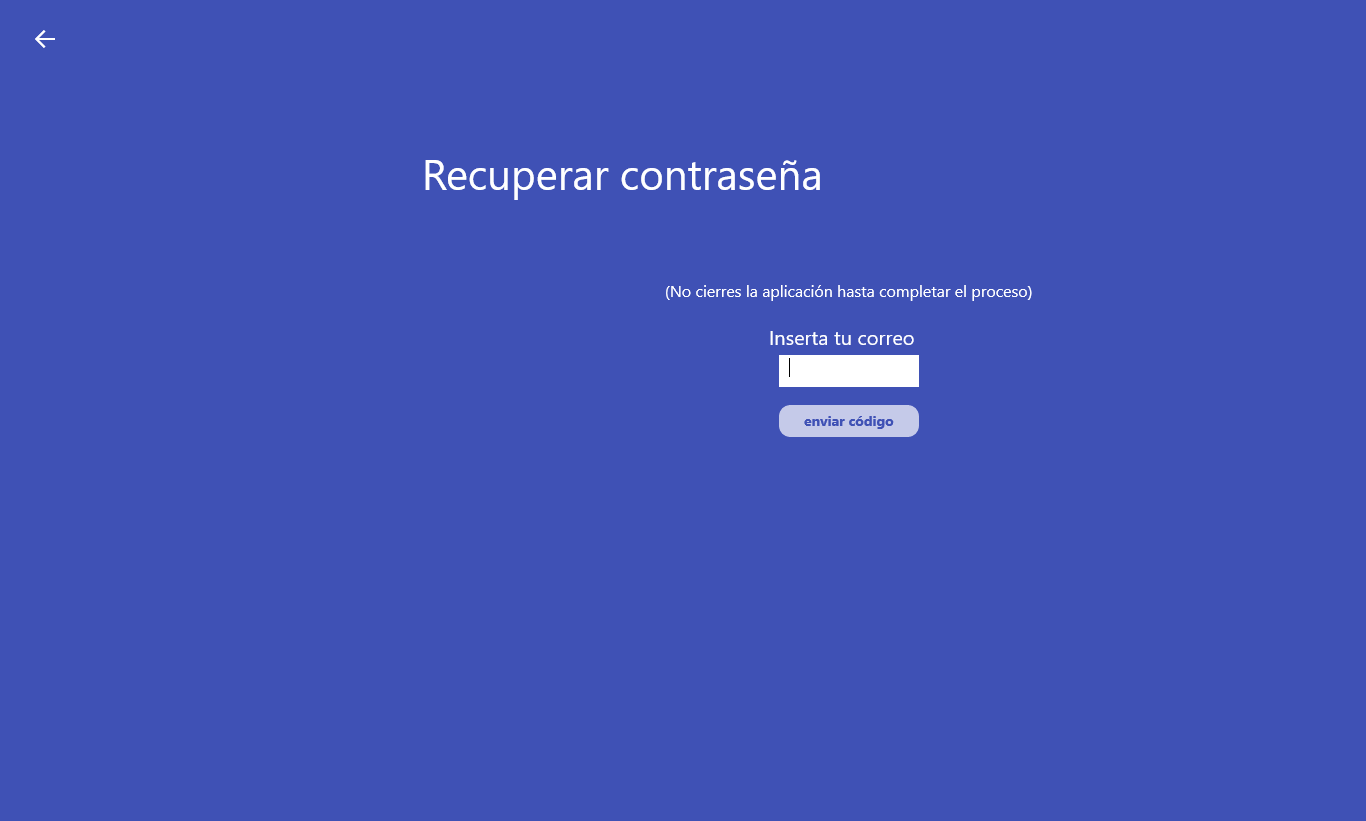 Recuperar contraseña
(No cierres la aplicación hasta completar el proceso)
Inserta tu correo
enviar código